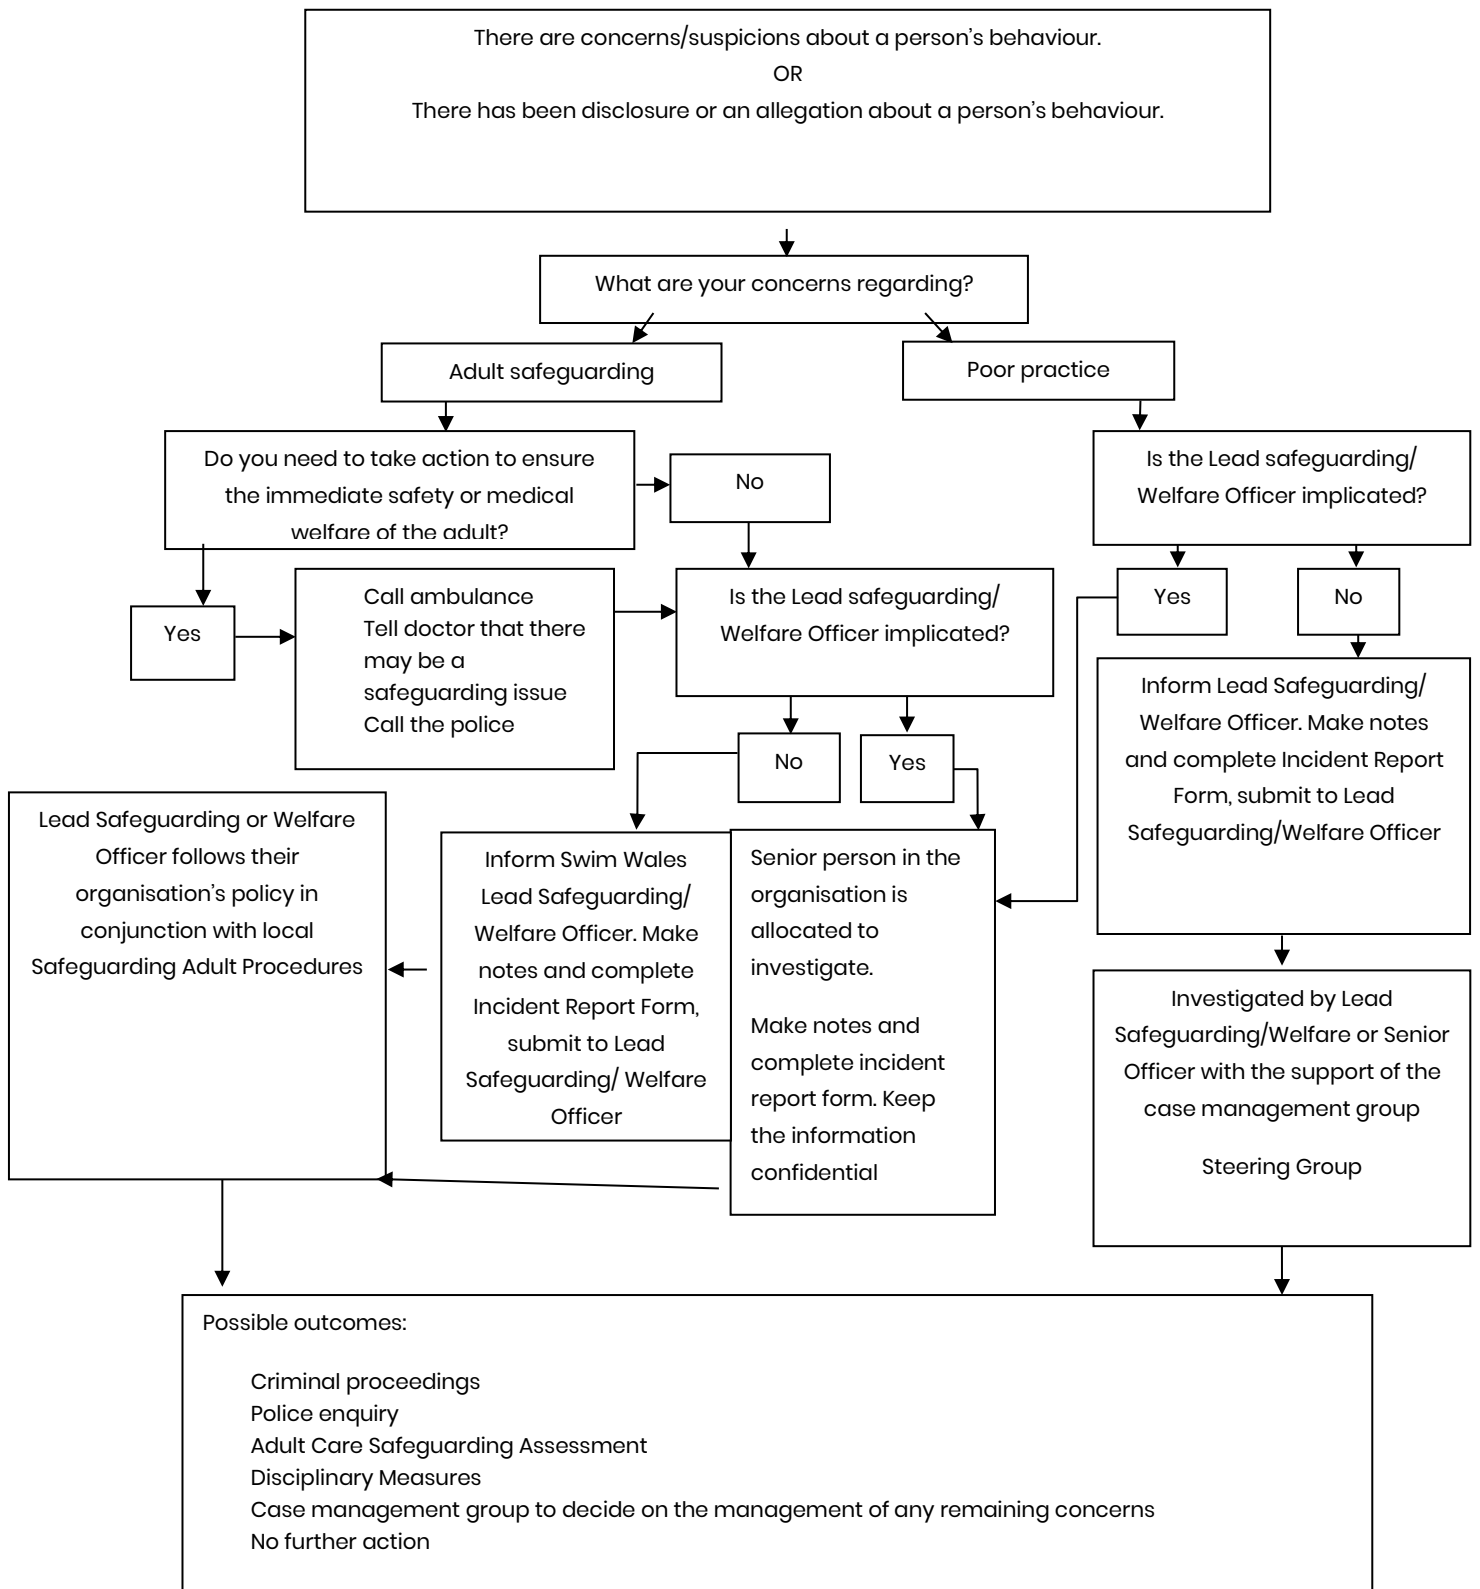 There are concerns/suspicions about a person’s behaviour.
OR
There has been disclosure or an allegation about a person’s behaviour.
What are your concerns regarding?
Adult safeguarding
Poor practice
Do you need to take action to ensure
the immediate safety or medical
welfare of the adult?
No
Is the Lead safeguarding/
Welfare Officer implicated?
Yes
Call ambulance
Tell doctor that there
may be a
safeguarding issue
Call the police
Is the Lead safeguarding/
Welfare Officer implicated?
Yes
No
No
Yes
Inform Lead Safeguarding/
Welfare Officer. Make notes
and complete Incident Report
Form, submit to Lead
Safeguarding/Welfare Officer
Lead Safeguarding or Welfare
Officer follows their
organisation’s policy in
conjunction with local
Safeguarding Adult Procedures
Inform Swim Wales
Lead Safeguarding/
Welfare Officer. Make
notes and complete
Incident Report Form,
submit to Lead
Safeguarding/ Welfare
Officer
Senior person in the
organisation is
allocated to
investigate.
Make notes and
complete incident
report form. Keep
the information
confidential
Investigated by Lead
Safeguarding/Welfare or Senior
Officer with the support of the
case management group
Steering Group
Possible outcomes:
Criminal proceedings
Police enquiry
Adult Care Safeguarding Assessment
Disciplinary Measures
Case management group to decide on the management of any remaining concerns
No further action